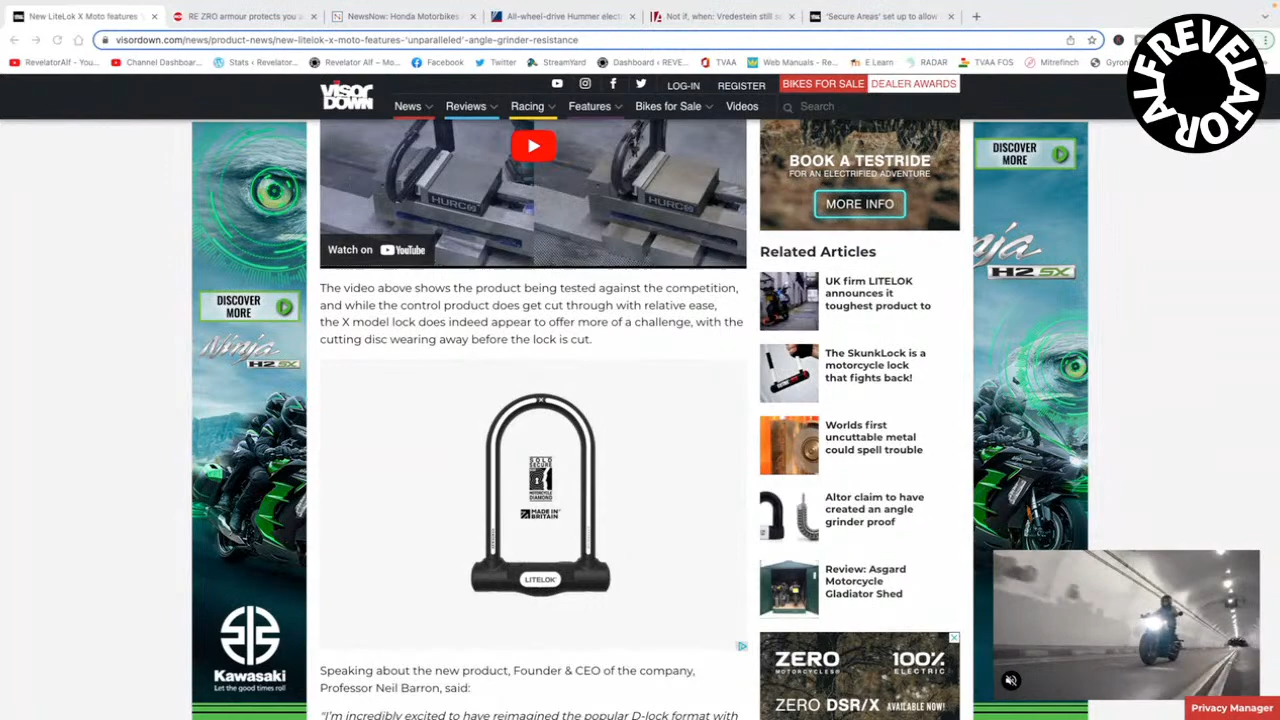 New LiteLok X Moto features '
RE ZRO armour protects you
NewsNow: Honda Motorbikes
All-wheel-drive Hummer elect
Not if, when: Vredestein still s
'Secure Areas' set up to allow
visordown.com/news/product-news/new-litelok-x-moto-features-'unparalleled'-angle-grinder-resistance
RevelatorAlf - You...
Channel Dashboar...
Stats ‹ Revelator...
Revelator Alf – Mo...
Facebook
Twitter
StreamYard
Dashboard ‹ REVE...
TVAA
Web Manuals - Re...
E Learn
RADAR
TVAA FOS
Mitrefinch
Gyron
ALFREVELATOR
VISOR DOWN
LOG-IN
REGISTER
BIKES FOR SALE
DEALER AWARDS
News
Reviews
Racing
Features
Bikes for Sale
Videos
Search
HURCO
HURCO
Watch on YouTube
The video above shows the product being tested against the competition,
and while the control product does get cut through with relative ease,
the X model lock does indeed appear to offer more of a challenge, with the
cutting disc wearing away before the lock is cut.
SOLD
SECURE
MOTORCYCLE
DIAMOND
MADE IN
BRITAIN
LITELOK
Speaking about the new product, Founder & CEO of the company,
Professor Neil Barron, said:
"I'm incredibly excited to have reimagined the popular D-lock format with
BOOK A TESTRIDE
FOR AN ELECTRIFIED ADVENTURE
MORE INFO
Related Articles
UK firm LITELOK
announces it
toughest product to
The SkunkLock is a
motorcycle lock
that fights back!
Worlds first
uncuttable metal
could spell trouble
Altor claim to have
created an angle
grinder proof
Review: Asgard
Motorcycle
Gladiator Shed
ZERO
MOTORCYCLES
100%
ELECTRIC
ZERO DSR/X
AVAILABLE NOW!
DISCOVER
MORE
Ninja
H2 SX
Kawasaki
Let the good times roll
DISCOVER
MORE
Ninja
H2 SX
Privacy Manager